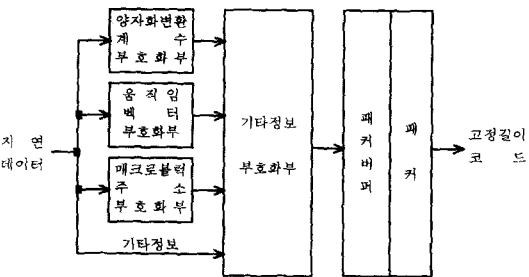 양자화변환
계 수
부호화부
움직임
벡 터
부호화부
지 연
데이터
매크로블럭
주 소
부호화부
기타정보
기타정보
부호화부
패커버퍼
패커
고정길이
코 드